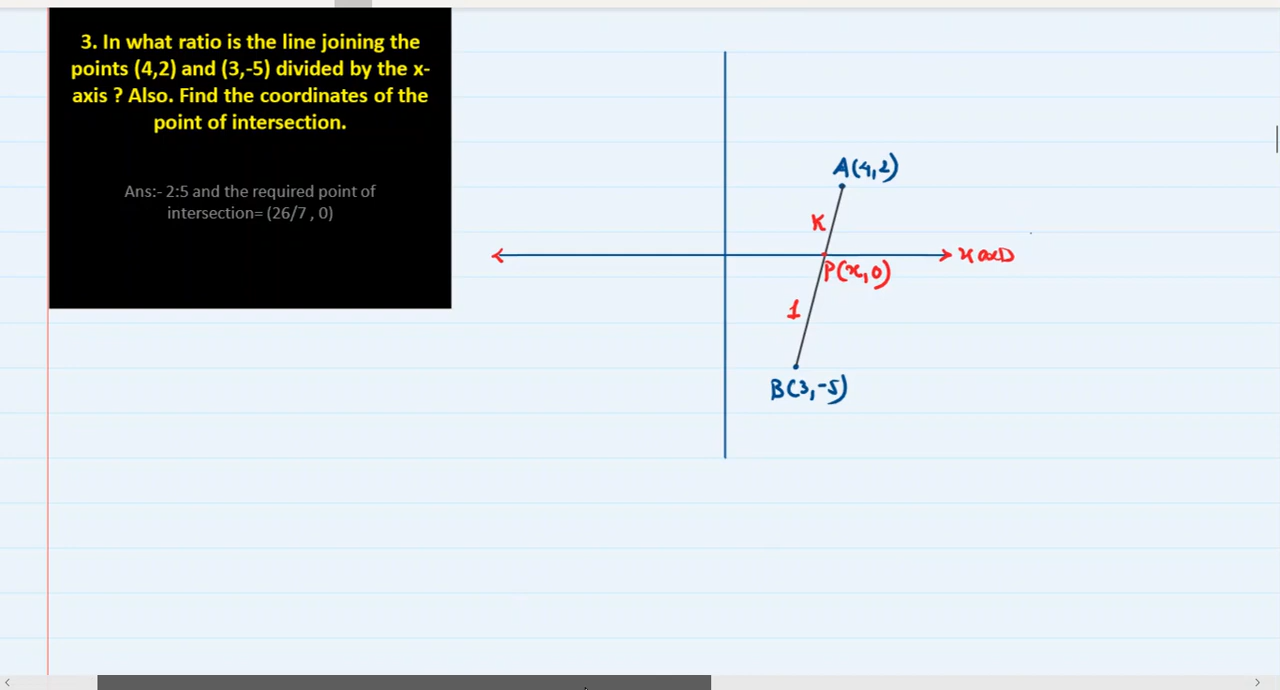 3. In what ratio is the line joining the
points (4,2) and (3,-5) divided by the x-
axis ? Also. Find the coordinates of the
point of intersection.
Ans:- 2:5 and the required point of
intersection= (26/7 , 0)
A(4,2)
K
P(x,0)
1
B(3,-5)